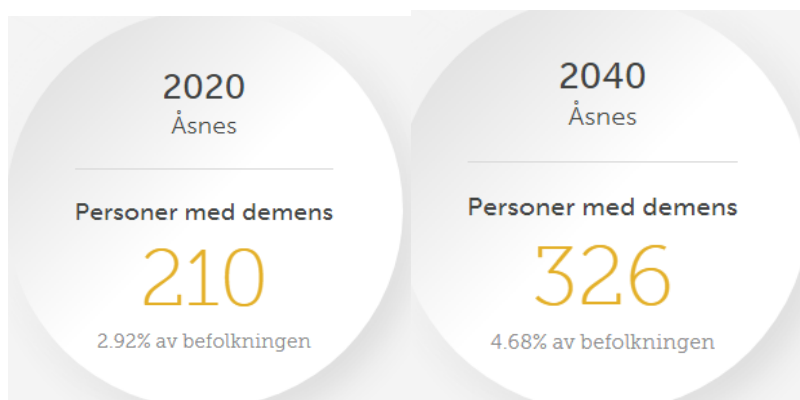 2020
Åsnes
Personer med demens
210
2.92% av befolkningen
2040
Åsnes
Personer med demens
326
4.68% av befolkningen